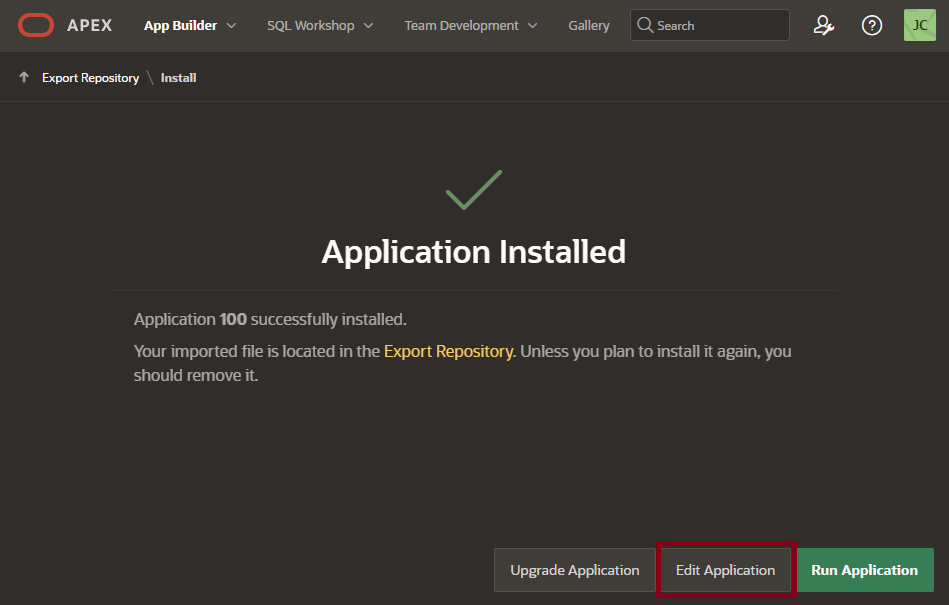 APEX App Builder SQL Workshop Team Development Gallery Search ? JC
Export Repository \ Install
Application Installed
Application 100 successfully installed.
Your imported file is located in the Export Repository. Unless you plan to install it again, you
should remove it.
Upgrade Application Edit Application Run Application